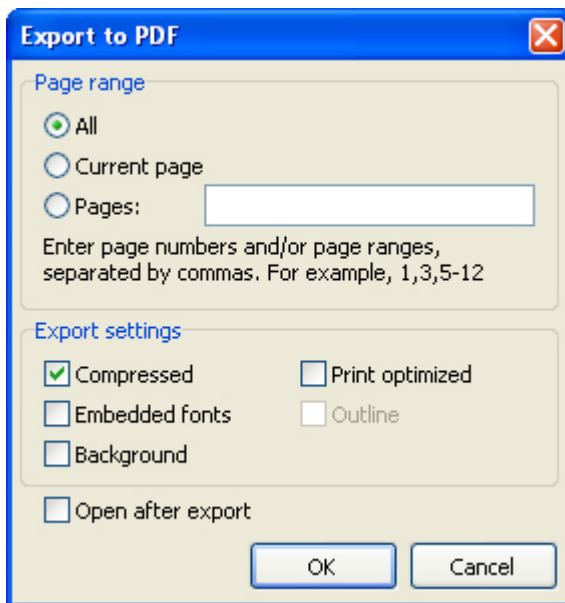 Export to PDF
Page range
All
Current page
Pages:
Enter page numbers and/or page ranges,
separated by commas. For example, 1,3,5-12
Export settings
Compressed
Print optimized
Embedded fonts
Outline
Background
Open after export
OK
Cancel